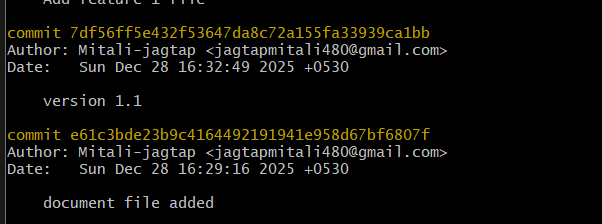 Add feature 1 file
commit 7df56ff5e432f53647da8c72a155fa33939ca1bb
Author: Mitali-jagtap <jagtapmitali480@gmail.com>
Date:   Sun Dec 28 16:32:49 2025 +0530
version 1.1
commit e61c3bde23b9c4164492191941e958d67bf6807f
Author: Mitali-jagtap <jagtapmitali480@gmail.com>
Date:   Sun Dec 28 16:29:16 2025 +0530
document file added